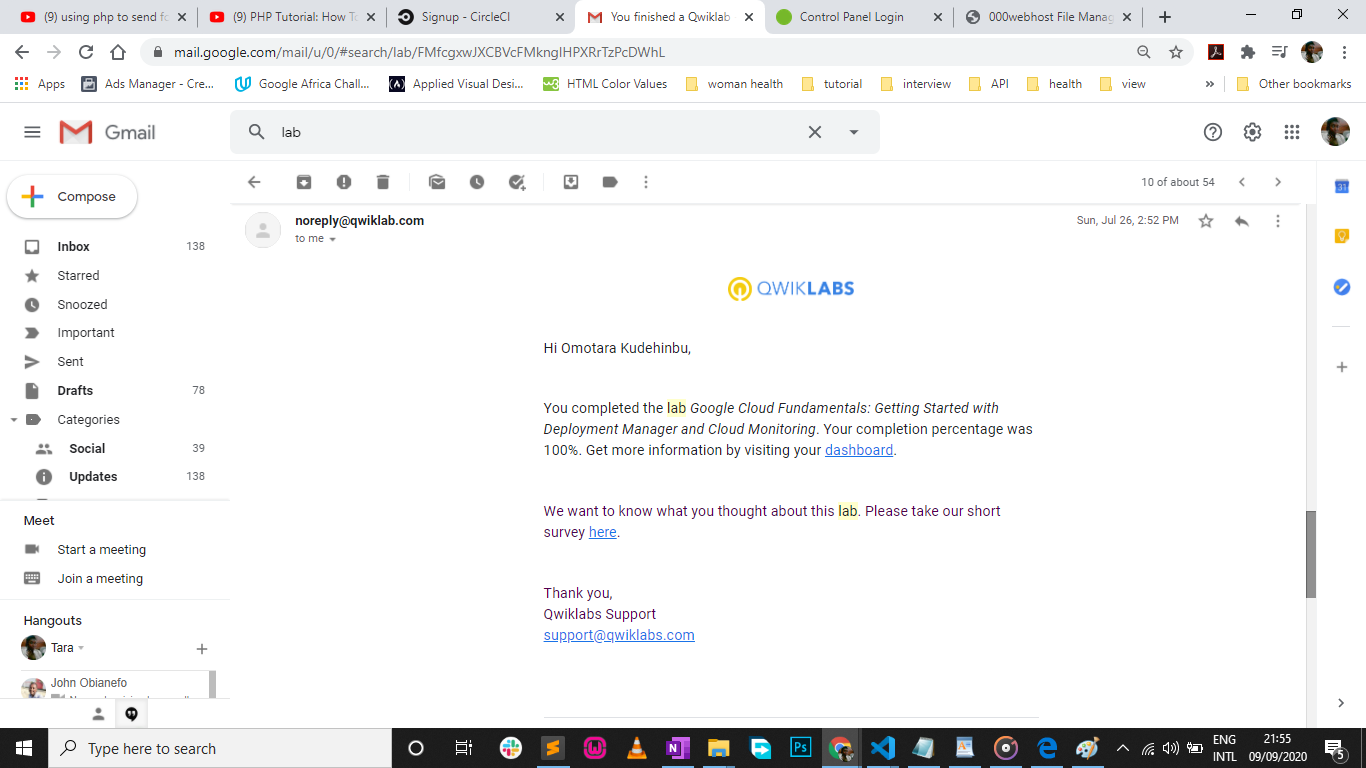 (9) using php to send fo
(9) PHP Tutorial: How To
Signup - CircleCI
You finished a Qwiklab
Control Panel Login
000webhost File Manag
mail.google.com/mail/u/0/#search/lab/FMfcgxwJXCBVcFMknglHPXRrTzPcDWhL
Apps
Ads Manager - Cre...
Google Africa Chall...
Applied Visual Desi...
HTML Color Values
woman health
tutorial
interview
API
health
view
»
Other bookmarks
Gmail
lab
Compose
10 of about 54
Inbox 138
Starred
Snoozed
Important
Sent
Drafts 78
Categories
Social 39
Updates 138
Meet
Start a meeting
Join a meeting
Hangouts
Tara
John Obianefo
noreply@qwiklab.com
to me
Sun, Jul 26, 2:52 PM
QWIKLABS
Hi Omotara Kudehinbu,
You completed the lab Google Cloud Fundamentals: Getting Started with
Deployment Manager and Cloud Monitoring. Your completion percentage was
100%. Get more information by visiting your dashboard.
We want to know what you thought about this lab. Please take our short
survey here.
Thank you,
Qwiklabs Support
support@qwiklabs.com
31
Type here to search
Ps
ENG
INTL
21:55
09/09/2020
5